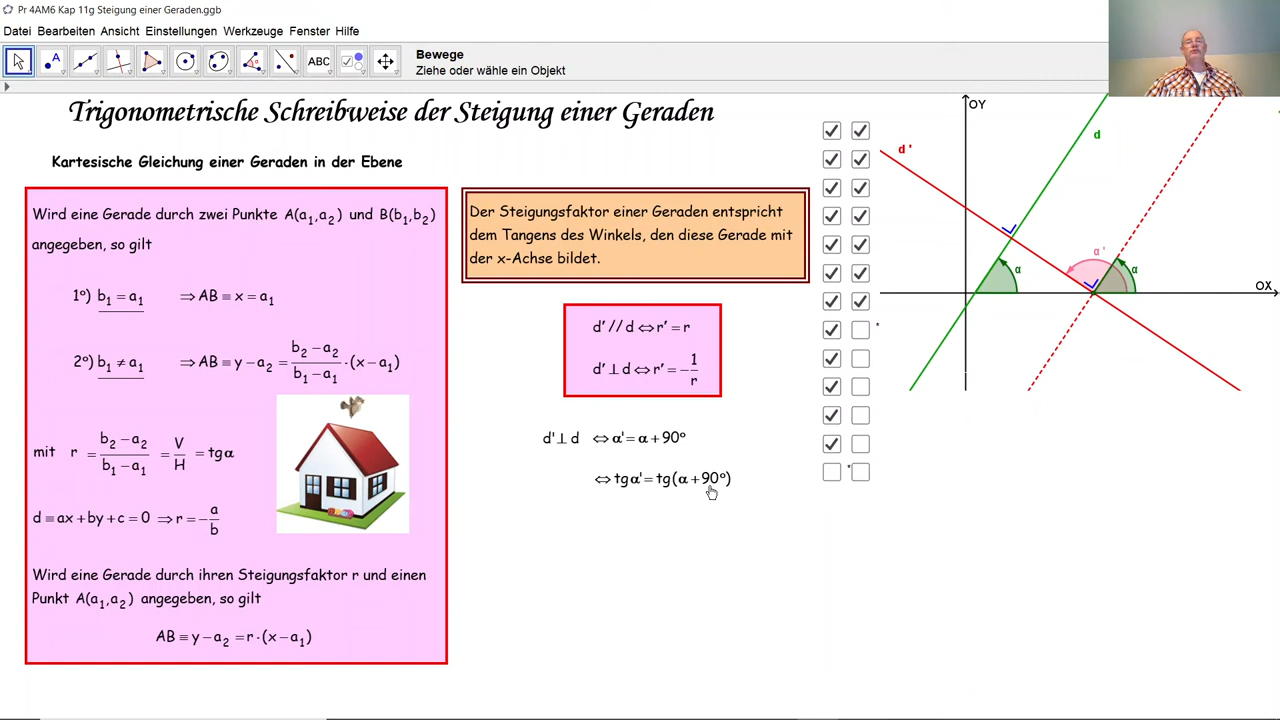 Pr 4AM6 Kap 11g Steigung einer Geraden.ggb
Datei Bearbeiten Ansicht Einstellungen Werkzeuge Fenster Hilfe
A
ABC
Bewege
Ziehe oder wähle ein Objekt
Trigonometrische Schreibweise der Steigung einer Geraden
Kartesische Gleichung einer Geraden in der Ebene
Wird eine Gerade durch zwei Punkte A(a₁,a₂) und B(b₁,b₂)
angegeben, so gilt
1°) b₁ = a₁ ⇒ AB ≡ x = a₁
2°) b₁ ≠ a₁ ⇒ AB ≡ y − a₂ = (b₂ − a₂)/(b₁ − a₁) · (x − a₁)
mit r = (b₂ − a₂)/(b₁ − a₁) = V/H = tg α
d ≡ ax + by + c = 0 ⇒ r = −a/b
Wird eine Gerade durch ihren Steigungsfaktor r und einen
Punkt A(a₁,a₂) angegeben, so gilt
AB ≡ y − a₂ = r · (x − a₁)
Der Steigungsfaktor einer Geraden entspricht
dem Tangens des Winkels, den diese Gerade mit
der x-Achse bildet.
d' // d ⇔ r' = r
d' ⊥ d ⇔ r' = −1/r
d' ⊥ d ⇔ α' = α + 90°
⇔ tg α' = tg(α + 90°)
OY
d
d'
α
α'
α
OX